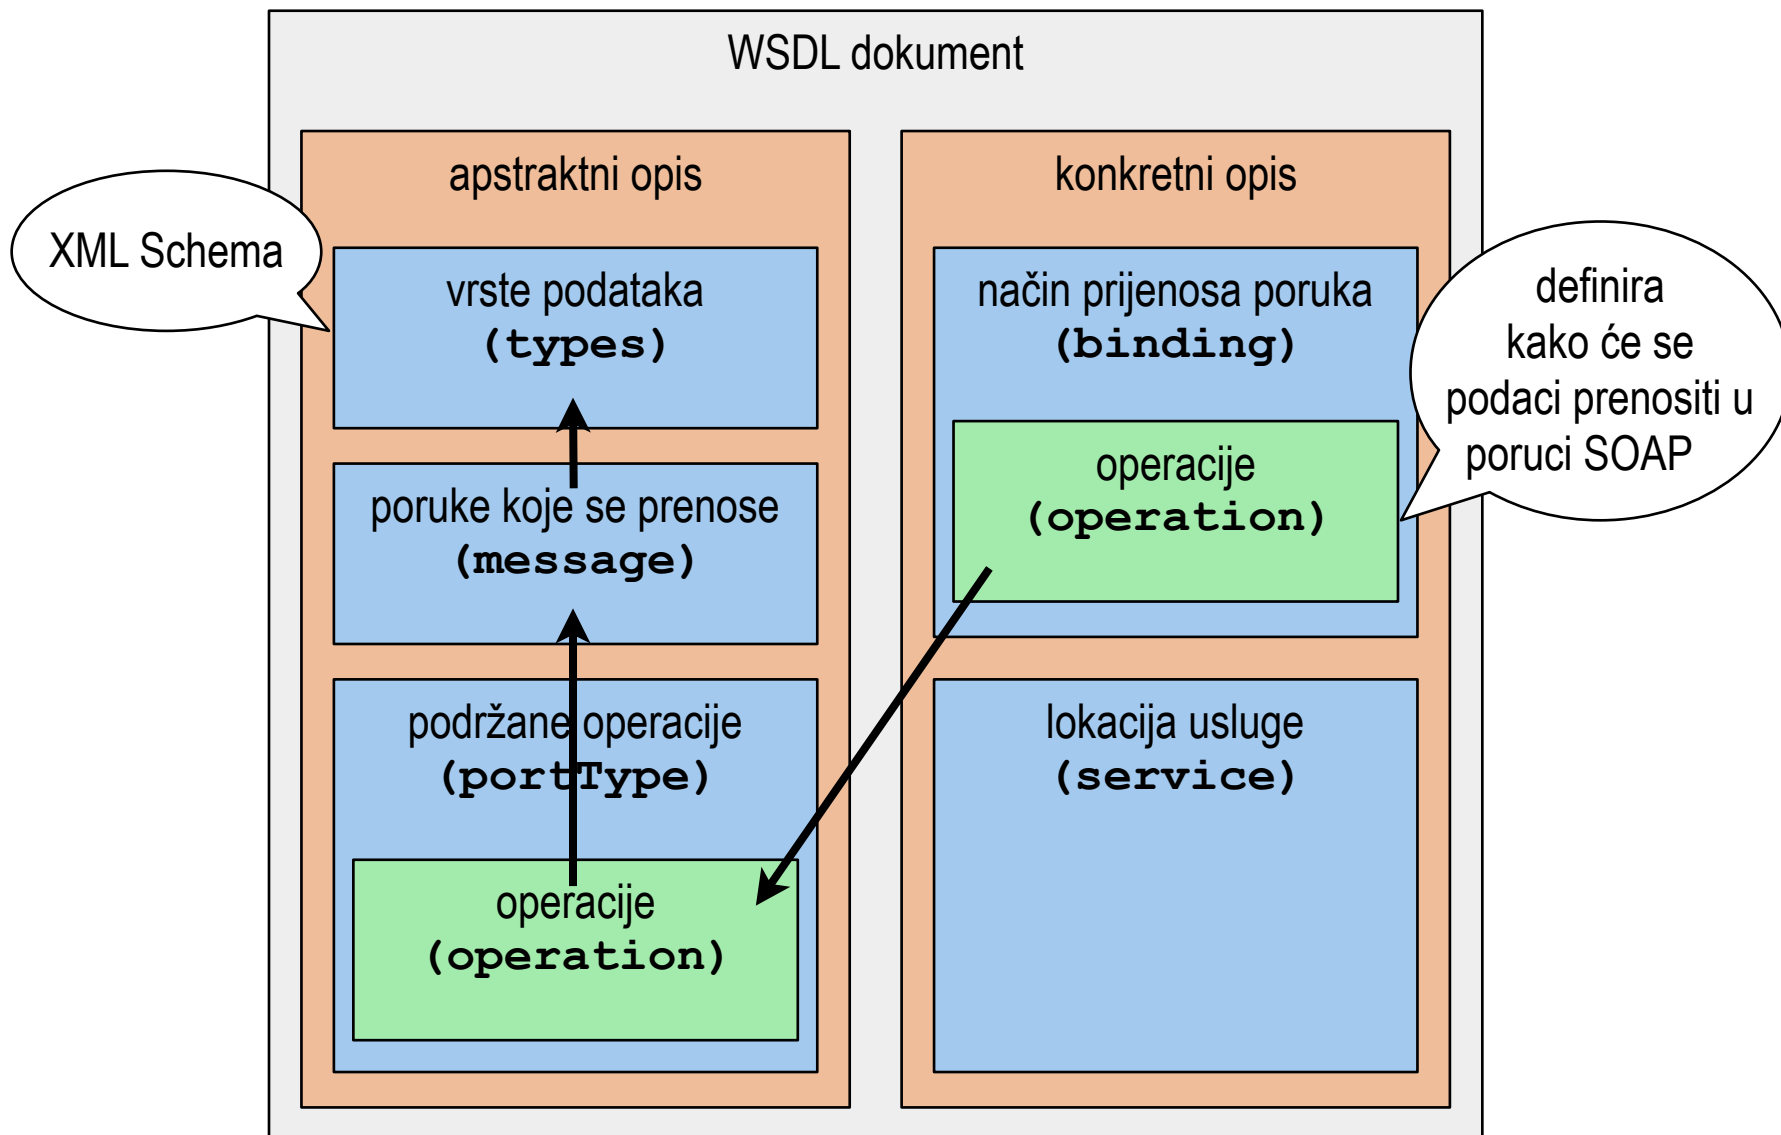 WSDL dokument
apstraktni opis
XML Schema
vrste podataka
(types)
poruke koje se prenose
(message)
podržane operacije
(portType)
operacije
(operation)
konkretni opis
način prijenosa poruka
(binding)
operacije
(operation)
definira
kako će se
podaci prenositi u
poruci SOAP
lokacija usluge
(service)